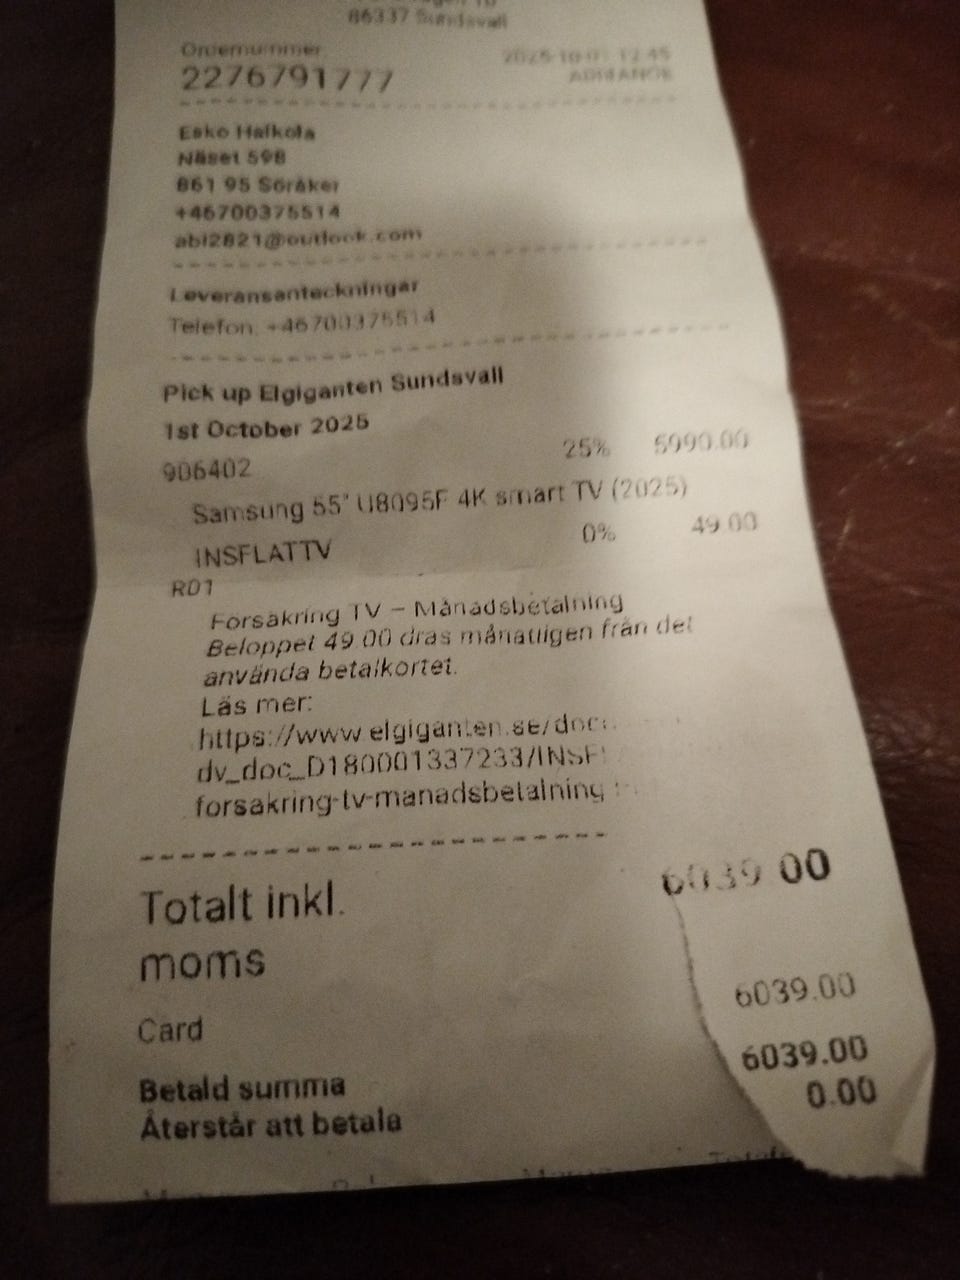 86337 Sundsvall
Ordernummer
2276791777
Esko Halkola
Näset 598
861 95 Söråker
+46700375514
abi2821@outlook.com
Leveransanteckningar
Telefon: +46700375514
Pick up Elgiganten Sundsvall
1st October 2025
906402 25% 5990.00
Samsung 55" U8095F 4K smart TV (2025)
INSFLATTV 0% 49.00
R01
Försäkring TV - Månadsbetalning
Beloppet 49.00 dras månatligen från det
använda betalkortet.
Läs mer:
https://www.elgiganten.se/doc
dv_doc_D180001337233/INSF
forsakring-tv-manadsbetalning
Totalt inkl. 6039.00
moms
Card 6039.00
Betald summa 6039.00
Återstår att betala 0.00